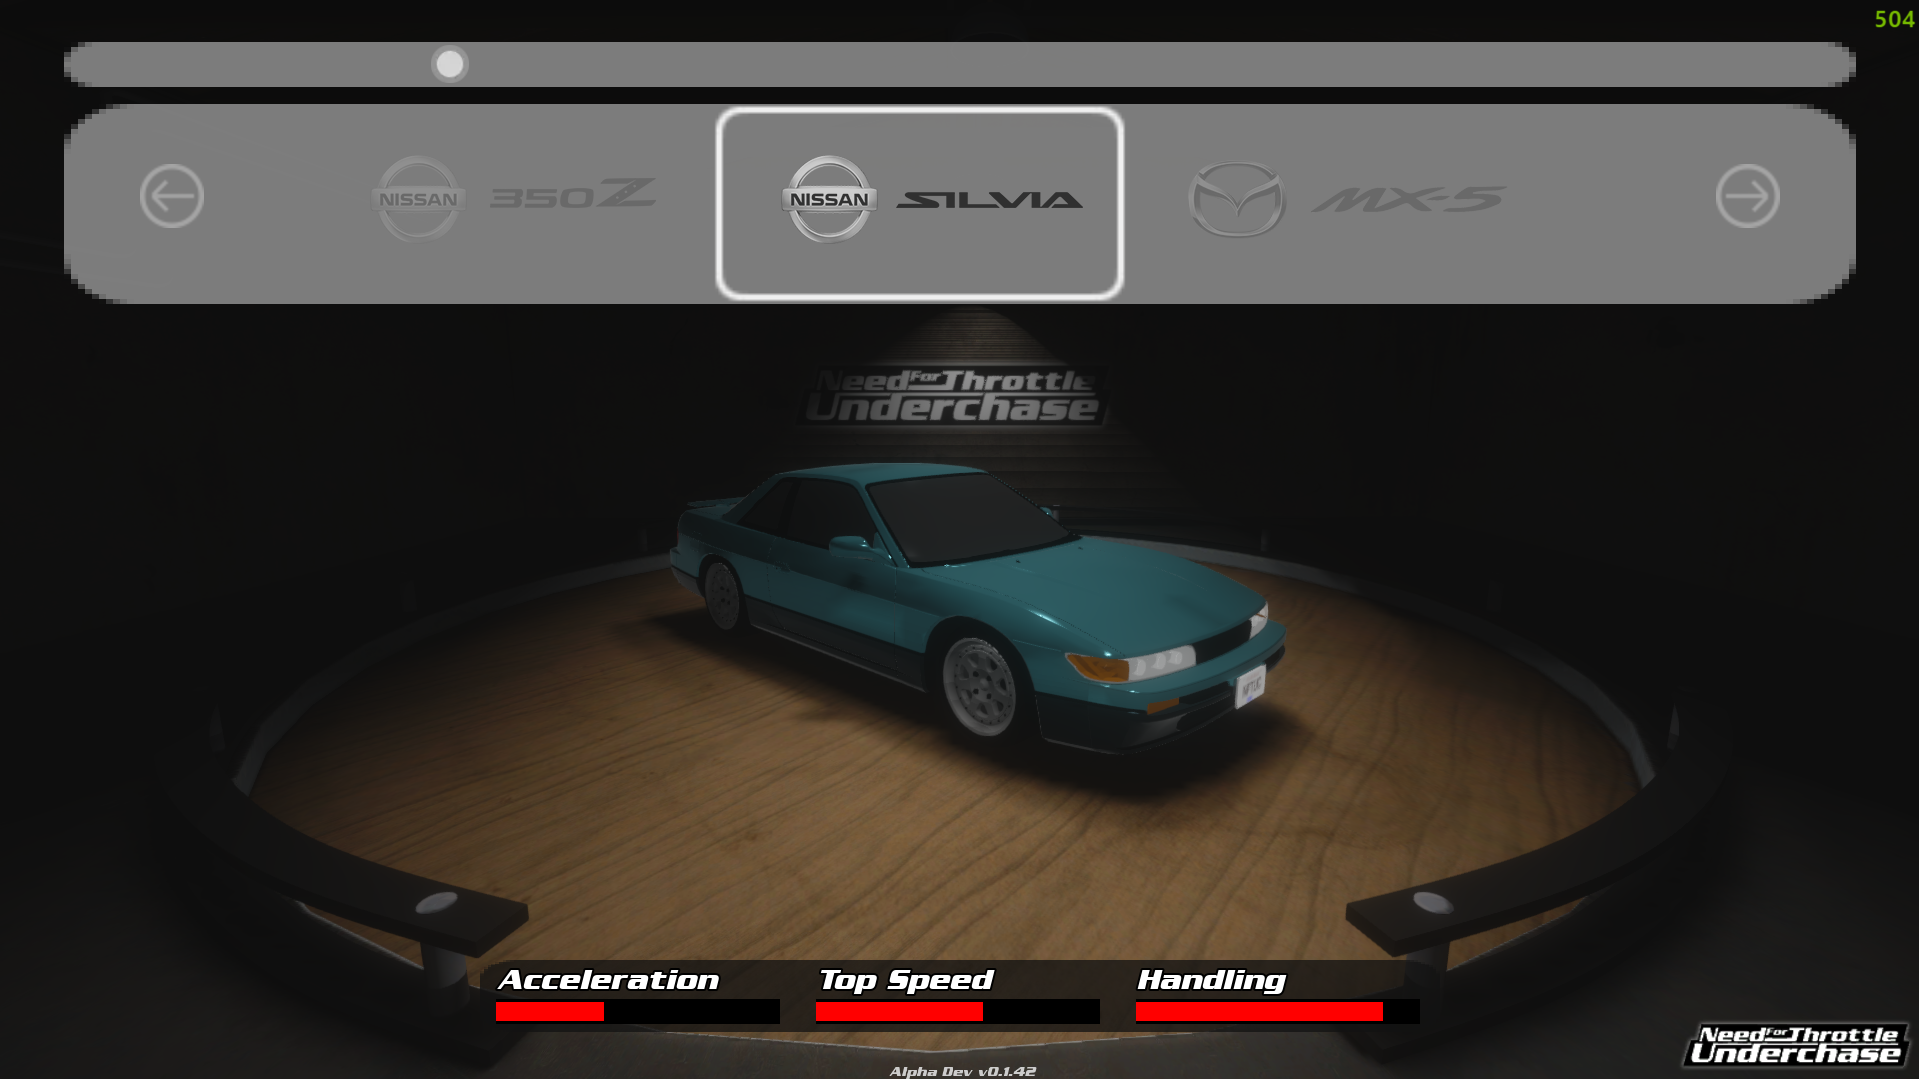 504
NISSAN 350Z
NISSAN SILVIA
MX-5
Need For Throttle
Underchase
Acceleration
Top Speed
Handling
Need For Throttle
Underchase
Alpha Dev v0.1.42